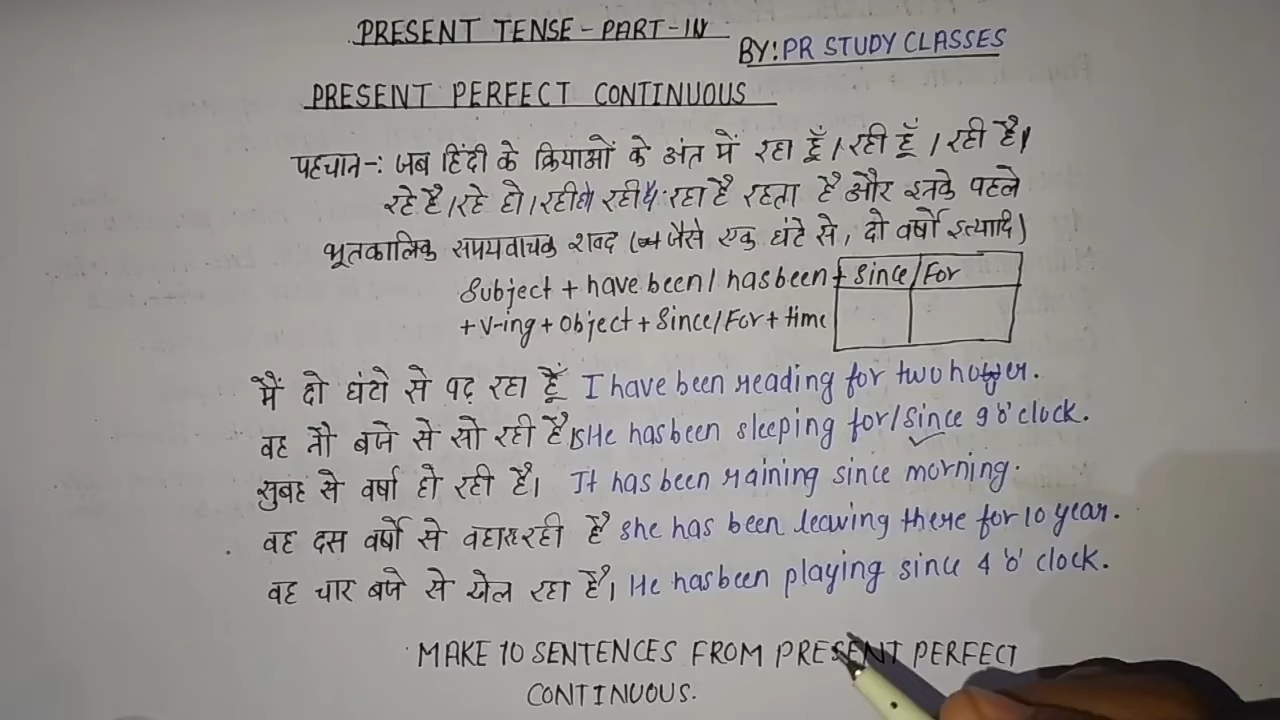 PRESENT TENSE - PART-IV
BY: PR STUDY CLASSES
PRESENT PERFECT CONTINUOUS
पहचान -: जब हिंदी के क्रियाओं के अंत में रहा हूँ । रही हूँ । रही है।
रहे है । रहे हो । रही रही रहा है रहता है और इनके पहले
भूतकालिक समयवाचक शब्द ( जैसे एक घंटे से, दो वर्षो इत्यादि)
Subject + have been / has been + Since/For
+ V-ing + Object + Since/For + time
मैं दो घंटो से पढ़ रहा हूँ I have been reading for two
वह नौ बजे से सो रही है। SHe has been sleeping for/since 9 o'clock.
सुबह से वर्षा हो रही है। It has been raining since morning.
वह दस वर्षो से रही है She has been leaving there for 10 year.
वह चार बजे से खेल रहा है। He has been playing since 4 'o' clock.
MAKE 10 SENTENCES FROM PRESENT PERFECT
CONTINUOUS.